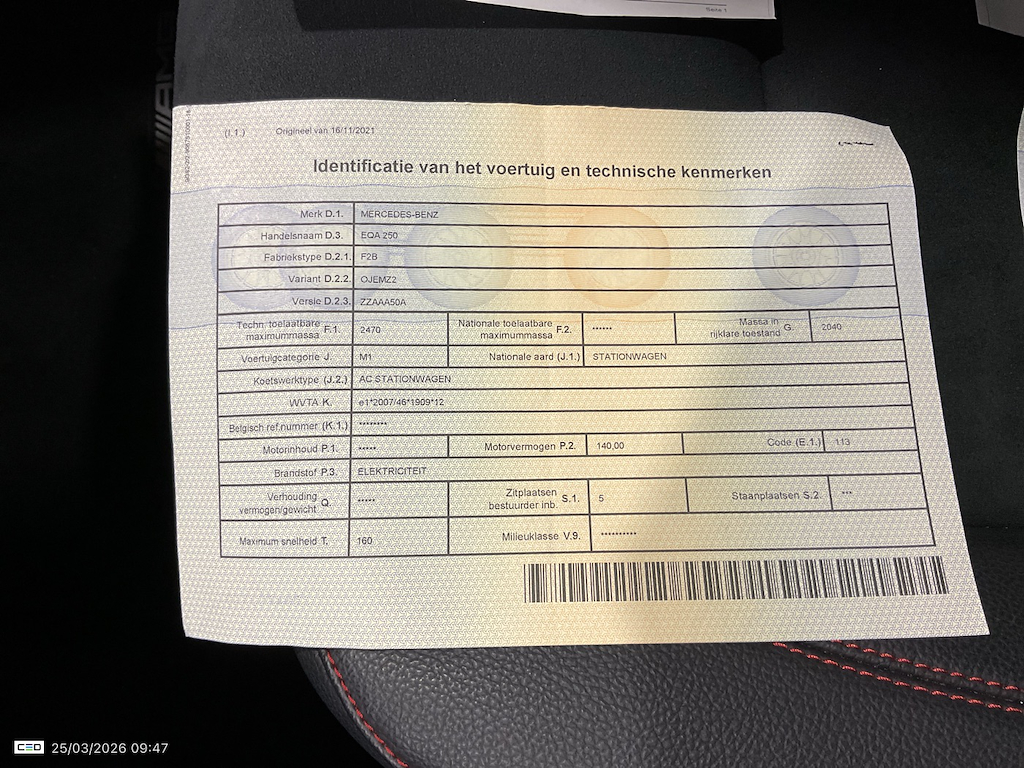 Seite 1
AMG
(I.1.) Origineel van 16/11/2021
Identificatie van het voertuig en technische kenmerken
Merk D.1. MERCEDES-BENZ
Handelsnaam D.3. EQA 250
Fabriekstype D.2.1. F2B
Variant D.2.2. OJEMZ2
Versie D.2.3. ZZAAA50A
Techn. toelaatbare maximummassa F.1. 2470 Nationale toelaatbare maximummassa F.2. ****** Massa in rijklare toestand G. 2040
Voertuigcategorie J. M1 Nationale aard (J.1.) STATIONWAGEN
Koetswerktype (J.2.) AC STATIONWAGEN
WVTA K. e1*2007/46*1909*12
Belgisch ref.nummer (K.1.) ********
Motorinhoud P.1. ***** Motorvermogen P.2. 140,00 Code (E.1.) 113
Brandstof P.3. ELEKTRICITEIT
Verhouding vermogen/gewicht Q. ***** Zitplaatsen bestuurder inb. S.1. 5 Staanplaatsen S.2. ***
Maximum snelheid T. 160 Milieuklasse V.9. **********
CEO 25/03/2026 09:47